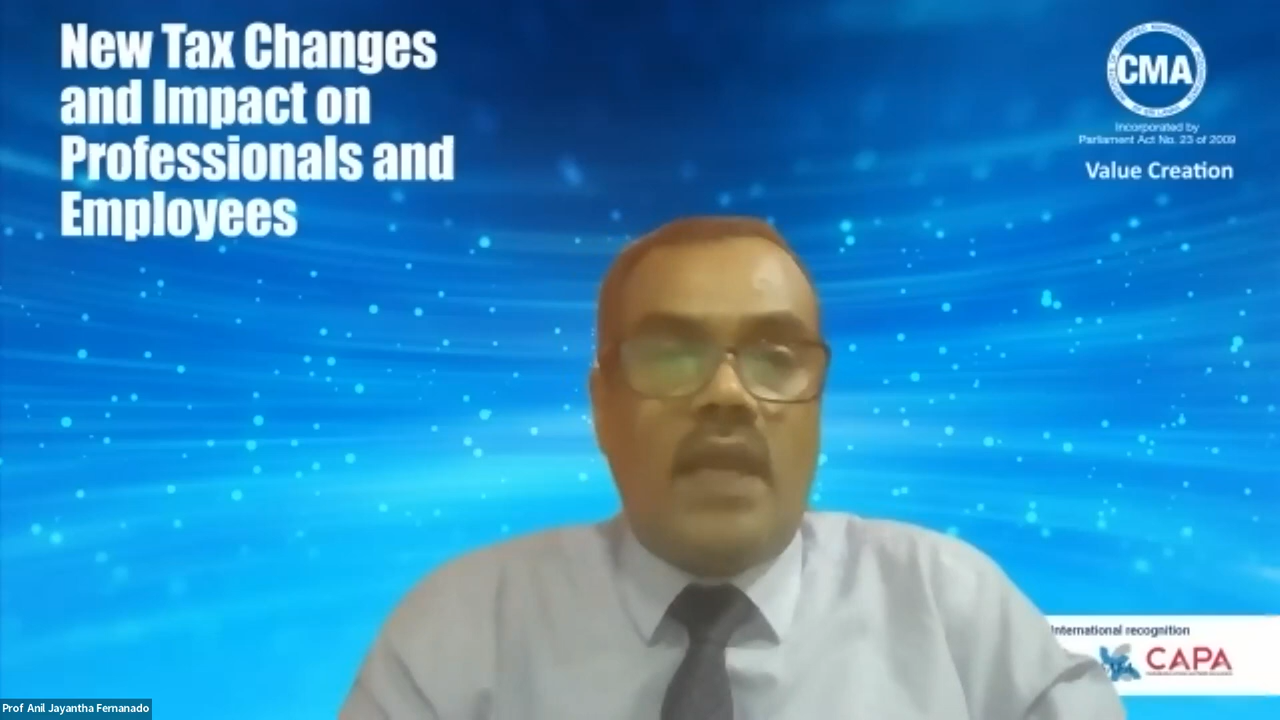 New Tax Changes
and Impact on
Professionals and
Employees
CMA
Incorporated by
Parliament Act No. 23 of 2009
Value Creation
International recognition
CAPA
Prof Anil Jayantha Fernanado